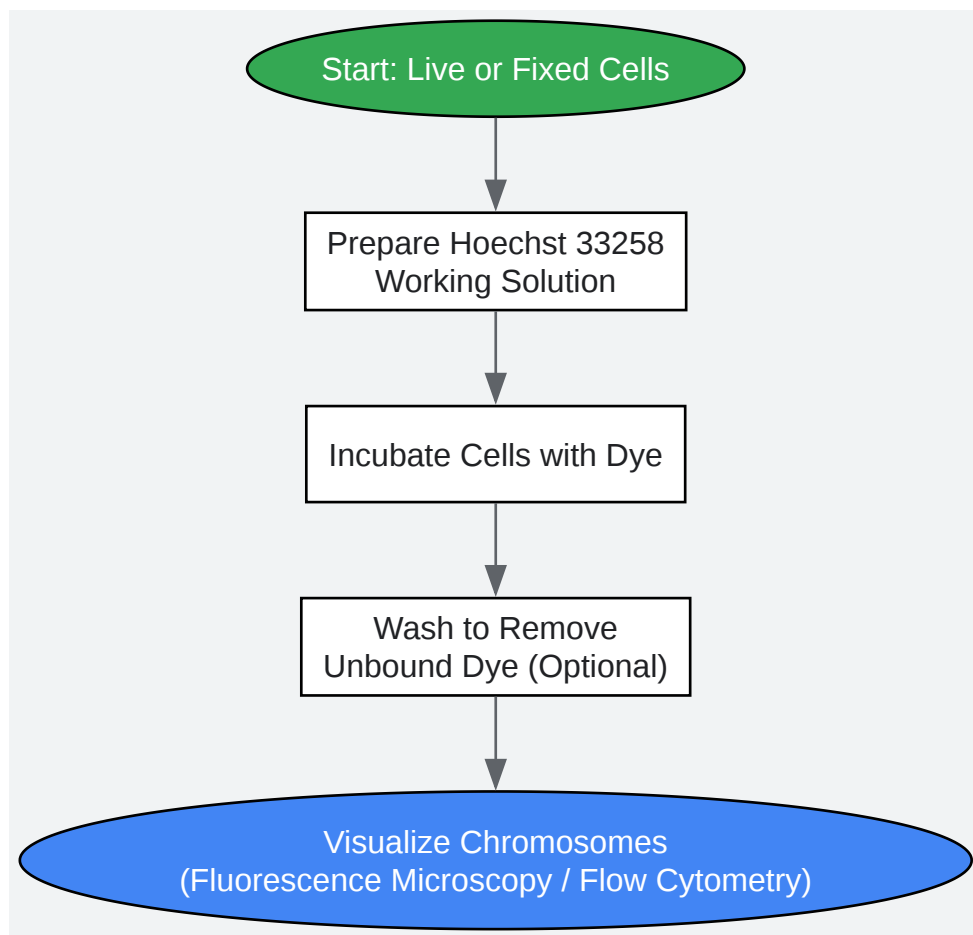 Start: Live or Fixed Cells
Prepare Hoechst 33258
Working Solution
Incubate Cells with Dye
Wash to Remove
Unbound Dye (Optional)
Visualize Chromosomes
(Fluorescence Microscopy / Flow Cytometry)